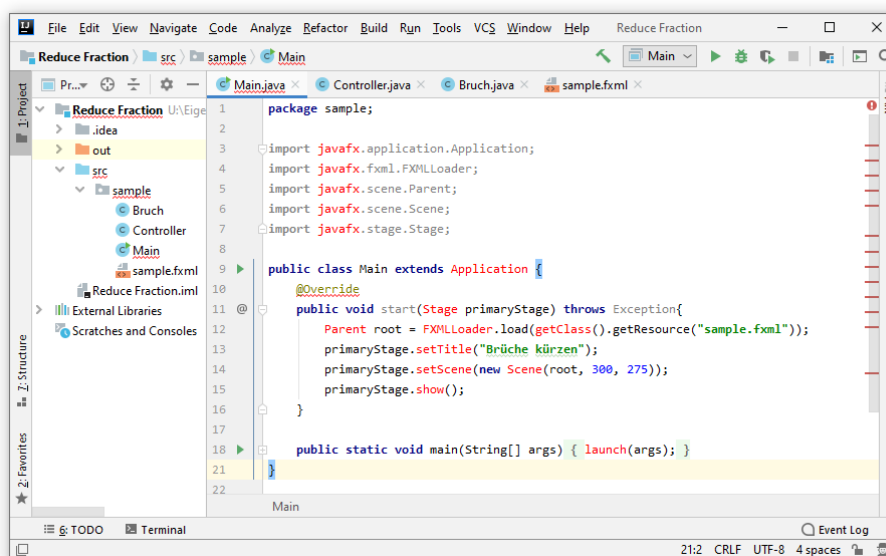 File Edit View Navigate Code Analyze Refactor Build Run Tools VCS Window Help Reduce Fraction
Reduce Fraction src sample Main Main
1: Project
Pr...
Main.java Controller.java Bruch.java sample.fxml
Reduce Fraction U:\Eige
.idea
out
src
sample
Bruch
Controller
Main
sample.fxml
Reduce Fraction.iml
External Libraries
Scratches and Consoles
1 package sample;
2
3 import javafx.application.Application;
4 import javafx.fxml.FXMLLoader;
5 import javafx.scene.Parent;
6 import javafx.scene.Scene;
7 import javafx.stage.Stage;
8
9 public class Main extends Application {
10 @Override
11 @ public void start(Stage primaryStage) throws Exception{
12 Parent root = FXMLLoader.load(getClass().getResource("sample.fxml"));
13 primaryStage.setTitle("Brüche kürzen");
14 primaryStage.setScene(new Scene(root, 300, 275));
15 primaryStage.show();
16 }
17
18 public static void main(String[] args) { launch(args); }
21 }
22
Main
7: Structure
2: Favorites
6: TODO Terminal Event Log
21:2 CRLF UTF-8 4 spaces